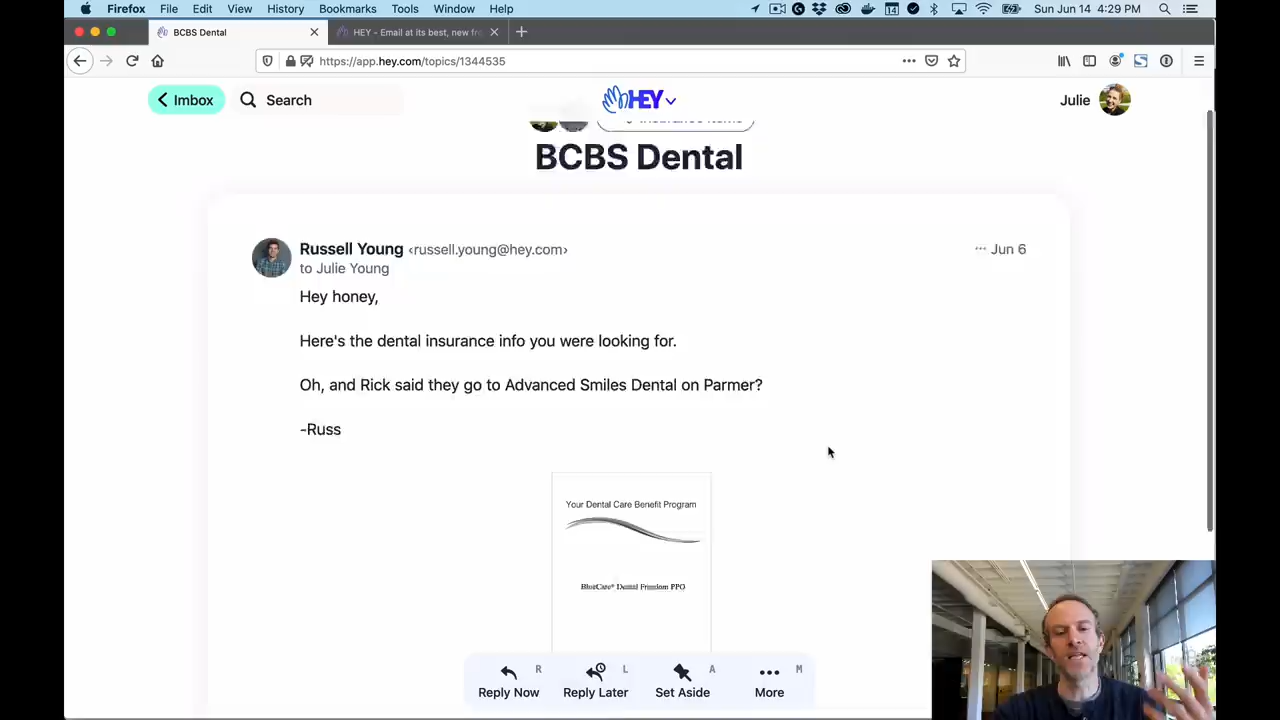 Firefox File Edit View History Bookmarks Tools Window Help 14 Sun Jun 14 4:29 PM
BCBS Dental HEY - Email at its best, new fr
https://app.hey.com/topics/1344535
Imbox Search HEY Julie
BCBS Dental
Russell Young <russell.young@hey.com> Jun 6
to Julie Young
Hey honey,
Here's the dental insurance info you were looking for.
Oh, and Rick said they go to Advanced Smiles Dental on Parmer?
-Russ
Your Dental Care Benefit Program
Dental PPO
R L A M
Reply Now Reply Later Set Aside More